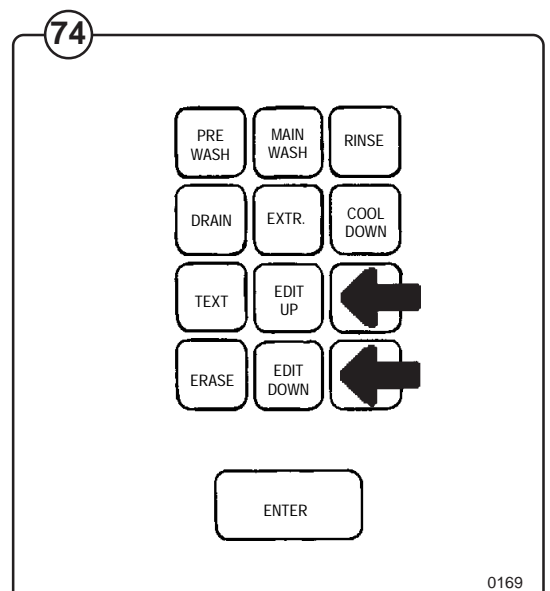 74
PRE
WASH
MAIN
WASH
RINSE
DRAIN
EXTR.
COOL
DOWN
TEXT
EDIT
UP
ERASE
EDIT
DOWN
ENTER
0169